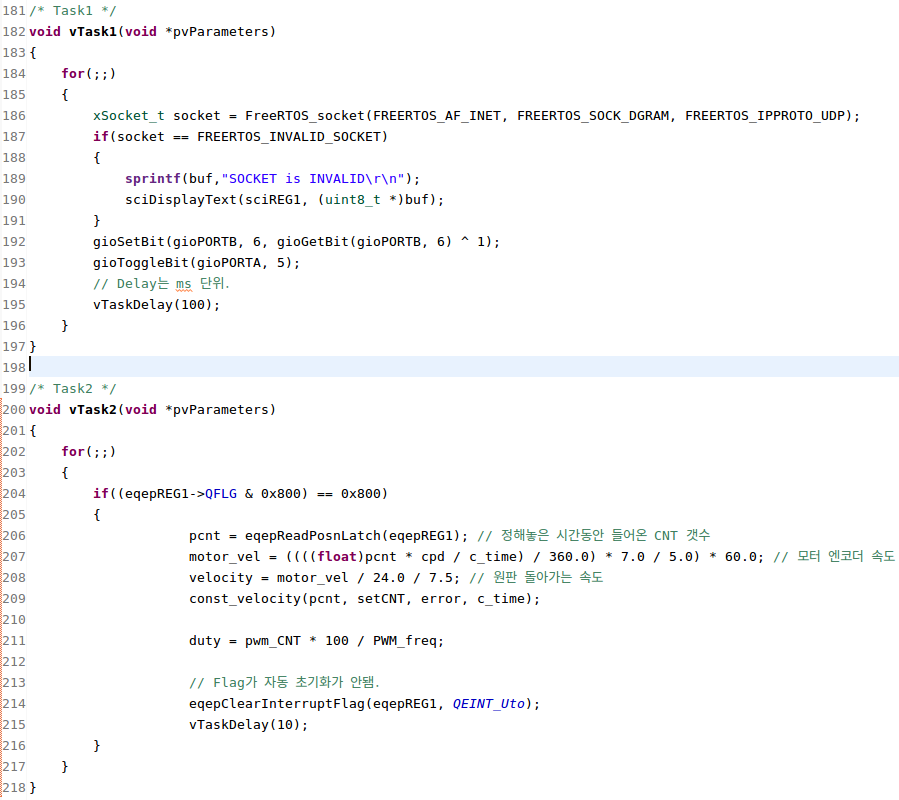 181 /* Task1 */
182 void vTask1(void *pvParameters)
183 {
184     for(;;)
185     {
186         xSocket_t socket = FreeRTOS_socket(FREERTOS_AF_INET, FREERTOS_SOCK_DGRAM, FREERTOS_IPPROTO_UDP);
187         if(socket == FREERTOS_INVALID_SOCKET)
188         {
189             sprintf(buf,"SOCKET is INVALID\r\n");
190             sciDisplayText(sciREG1, (uint8_t *)buf);
191         }
192         gioSetBit(gioPORTB, 6, gioGetBit(gioPORTB, 6) ^ 1);
193         gioToggleBit(gioPORTA, 5);
194         // Delay는 ms 단위.
195         vTaskDelay(100);
196     }
197 }
198
199 /* Task2 */
200 void vTask2(void *pvParameters)
201 {
202     for(;;)
203     {
204         if((eqepREG1->QFLG & 0x800) == 0x800)
205         {
206                     pcnt = eqepReadPosnLatch(eqepREG1); // 정해놓은 시간동안 들어온 CNT 갯수
207                     motor_vel = ((((float)pcnt * cpd / c_time) / 360.0) * 7.0 / 5.0) * 60.0; // 모터 엔코더 속도
208                     velocity = motor_vel / 24.0 / 7.5; // 원판 돌아가는 속도
209                     const_velocity(pcnt, setCNT, error, c_time);
210
211                     duty = pwm_CNT * 100 / PWM_freq;
212
213                     // Flag가 자동 초기화가 안됌.
214                     eqepClearInterruptFlag(eqepREG1, QEINT_Uto);
215                     vTaskDelay(10);
216         }
217     }
218 }